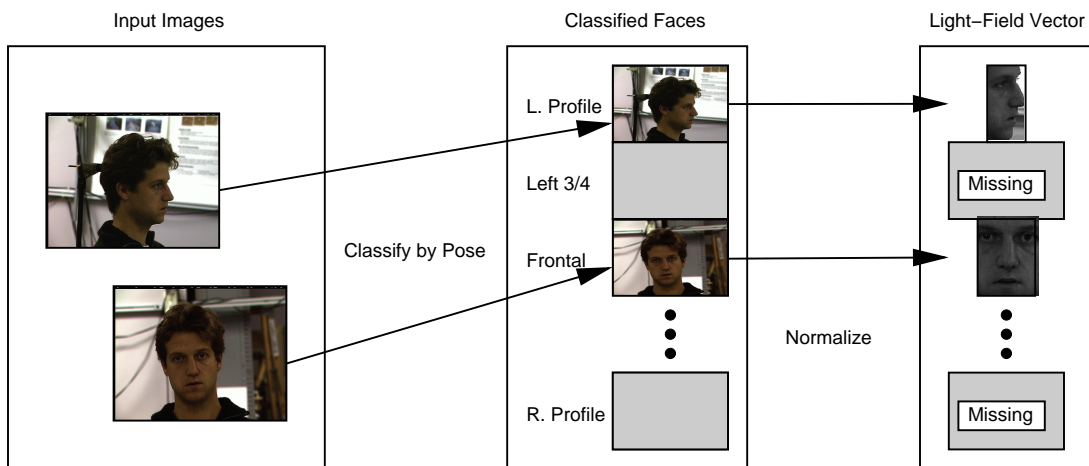 Input Images
Classified Faces
Light−Field Vector
L. Profile
Left 3/4
Missing
Classify by Pose
Frontal
Normalize
R. Profile
Missing